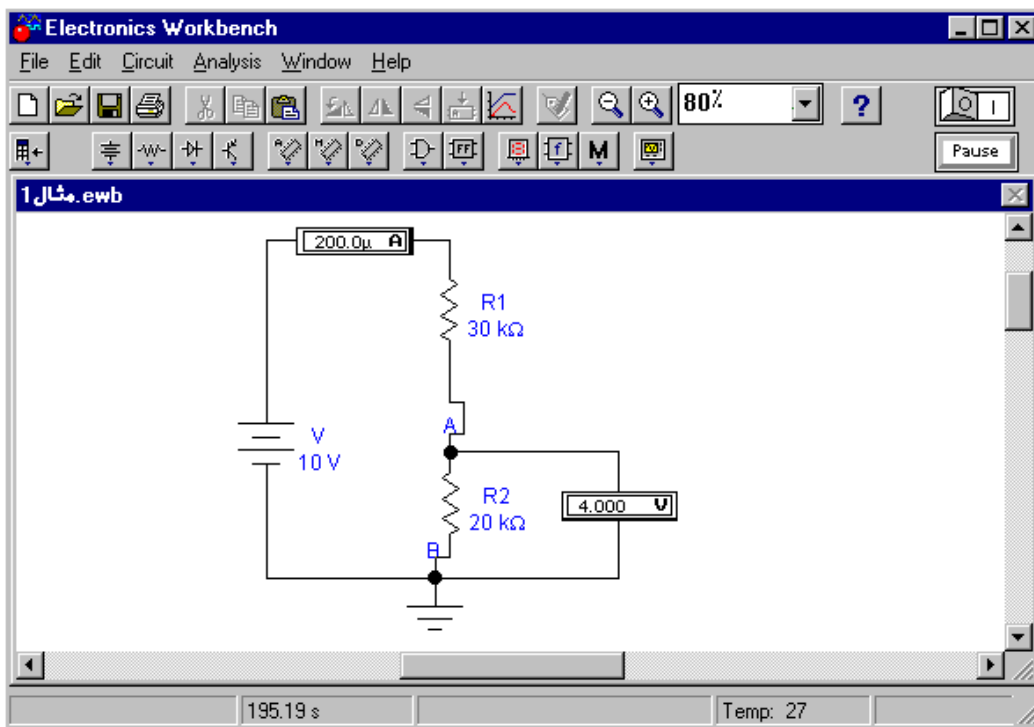 Electronics Workbench
File Edit Circuit Analysis Window Help
80%
?
Pause
مثال1.ewb
200.0µ A
R1
30 kΩ
A
V
10 V
R2
20 kΩ
4.000 V
B
195.19 s
Temp: 27